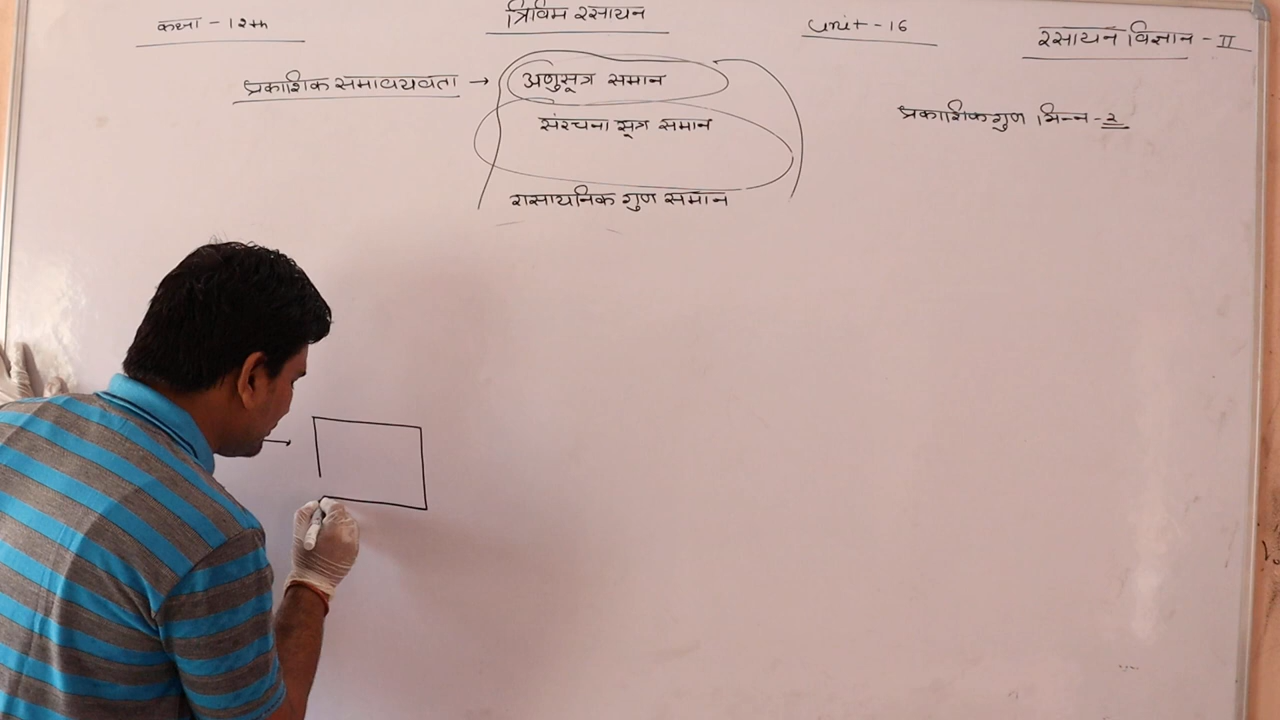 कक्षा - 12th
त्रिविम रसायन
Unit - 16
रसायन विज्ञान - II
प्रकाशिक समावयवता → अणुसूत्र समान
संरचना सूत्र समान
रासायनिक गुण समान
प्रकाशिक गुण भिन्न - २